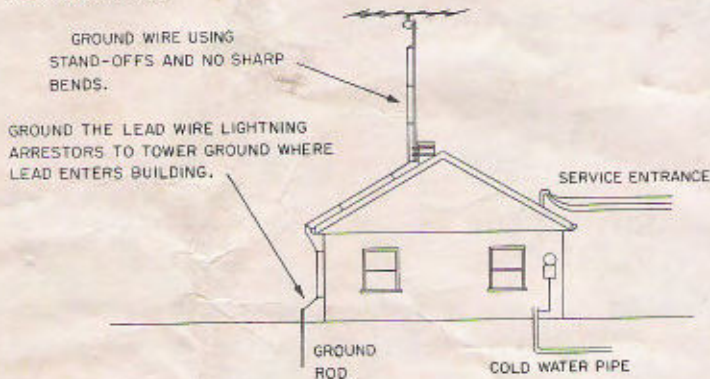 GROUND WIRE USING
STAND-OFFS AND NO SHARP
BENDS.
GROUND THE LEAD WIRE LIGHTNING
ARRESTORS TO TOWER GROUND WHERE
LEAD ENTERS BUILDING.
SERVICE ENTRANCE
GROUND
ROD
COLD WATER PIPE